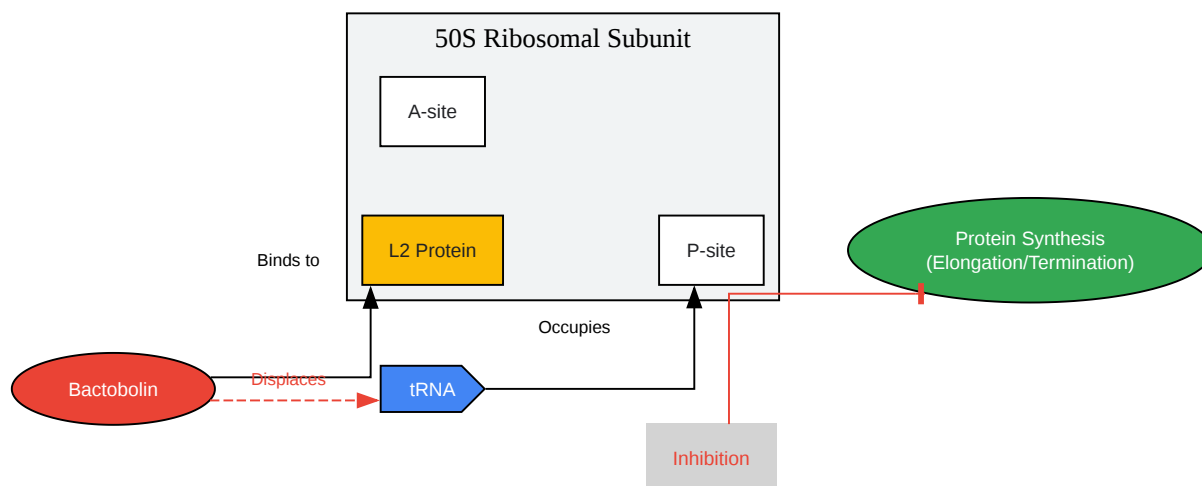 50S Ribosomal Subunit
A-site
L2 Protein
P-site
Protein Synthesis
(Elongation/Termination)
Binds to
Occupies
Displaces
Bactobolin
tRNA
Inhibition